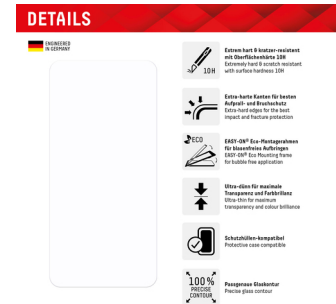 DETAILS
ENGINEERED
IN GERMANY
10H
Extrem hart & kratzer-resistent
mit Oberflächenhärte 10H
Extremely hard & scratch resistant
with surface hardness 10H
Extra-harte Kanten für besten
Aufprall- und Bruchschutz
Extra-hard edges for the best
impact and fracture protection
ECO
EASY-ON® Eco-Montagerahmen
für blasenfreies Aufbringen
EASY-ON® Eco Mounting frame
for bubble free application
Ultra-dünn für maximale
Transparenz und Farbbrillanz
Ultra-thin for maximum
transparency and colour brilliance
Schutzhüllen-kompatibel
Protective case compatible
100%
PRECISE
CONTOUR
Passgenaue Glaskontur
Precise glass contour